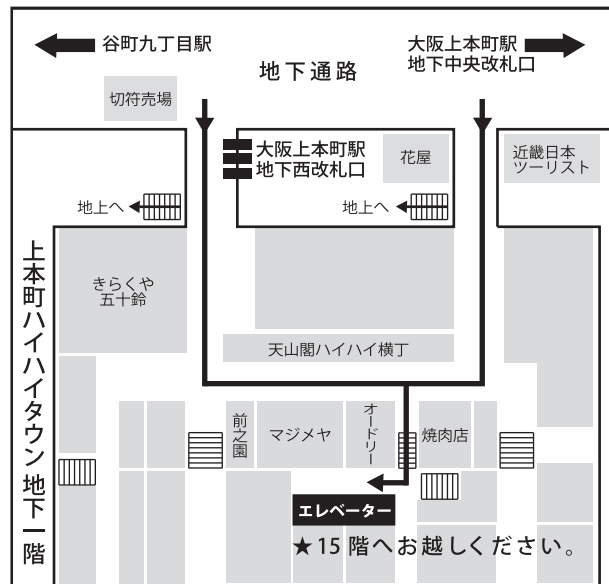 谷町九丁目駅
大阪上本町駅
地下中央改札口
地下通路
切符売場
大阪上本町駅
地下西改札口
花屋
近畿日本
ツーリスト
地上へ
地上へ
きらくや
五十鈴
上本町ハイハイタウン 地下一階
天山閣ハイハイ横丁
前之園
マジメヤ
オードリー
焼肉店
エレベーター
★15階へお越しください。